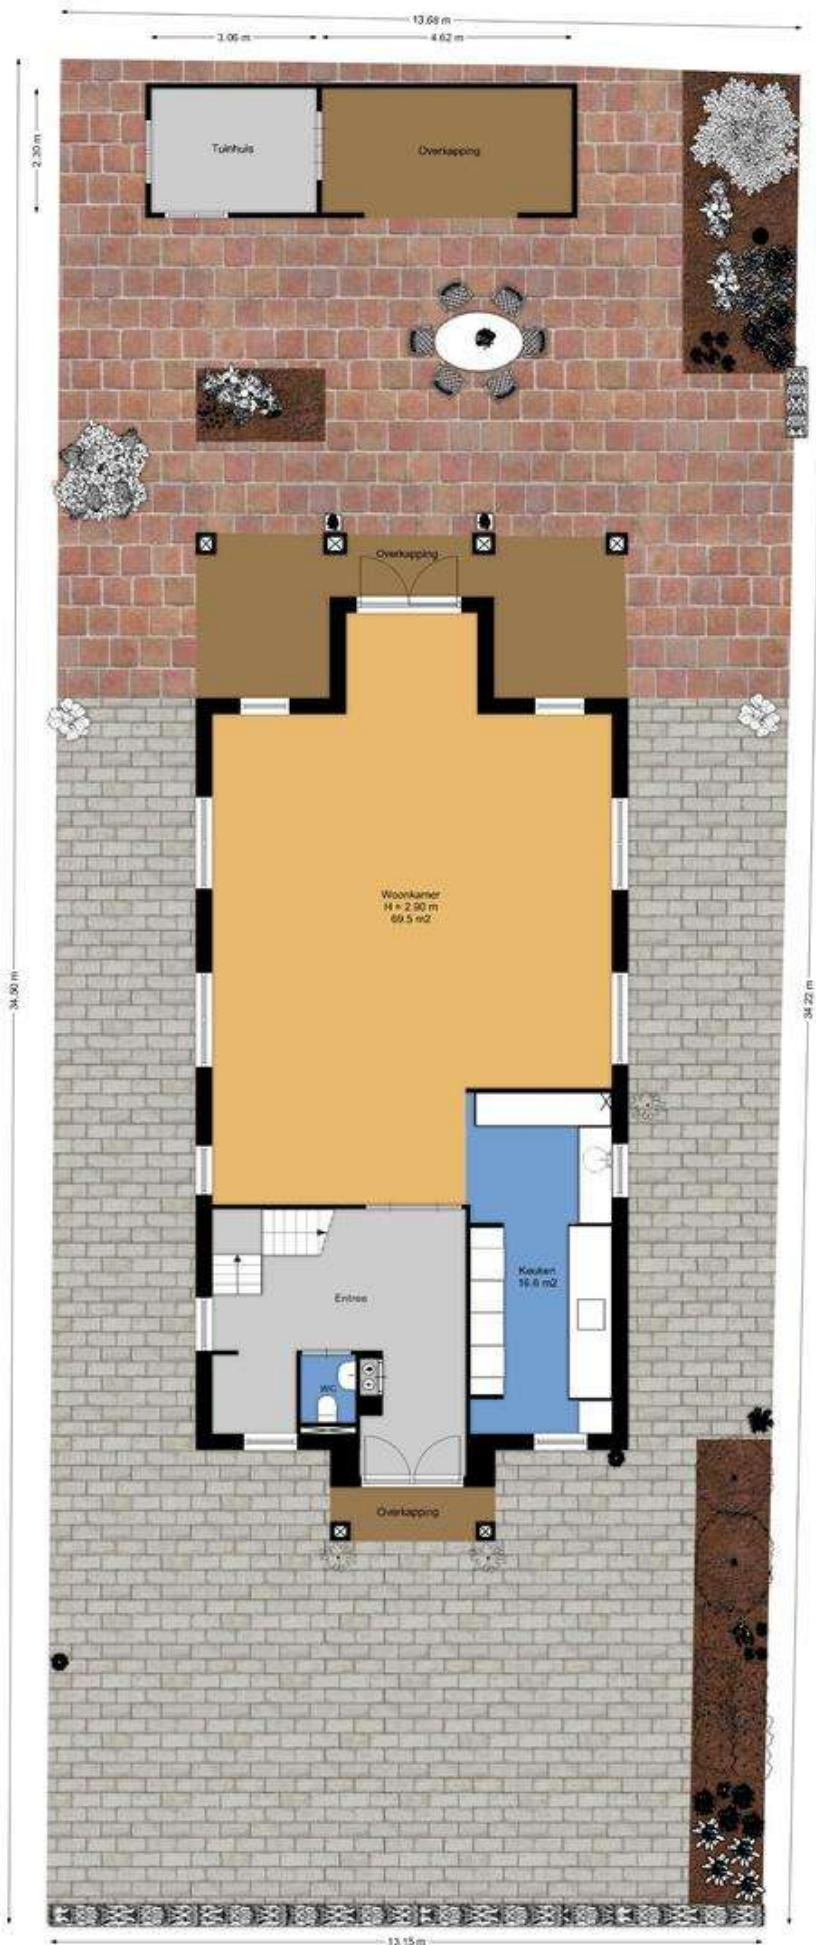 13.68 m
3.06 m
4.62 m
2.30 m
Tuinhuis
Overkapping
Overkapping
Woonkamer
H = 2.90 m
69.5 m2
34.50 m
34.22 m
Keuken
16.6 m2
Entree
WC
Overkapping
13.15 m